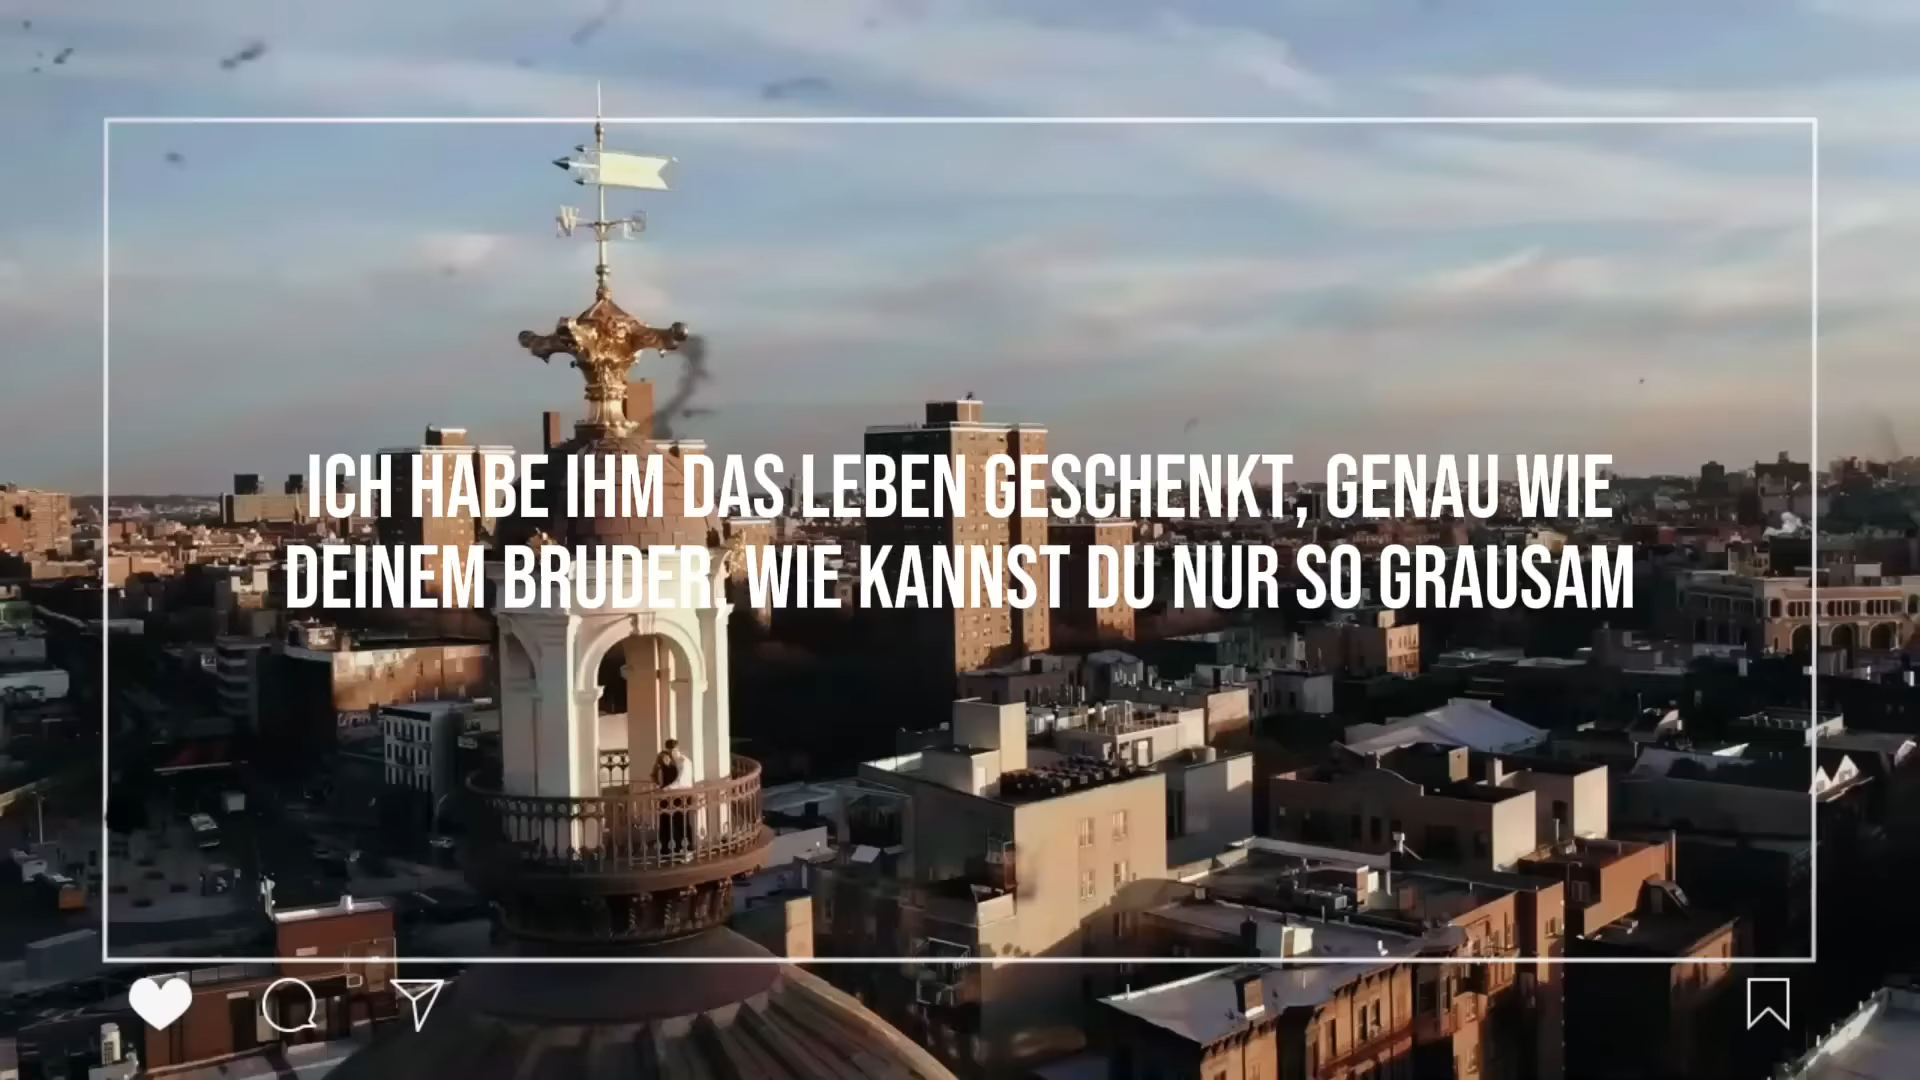 ICH HABE IHM DAS LEBEN GESCHENKT, GENAU WIE
DEINEM BRUDER. WIE KANNST DU NUR SO GRAUSAM